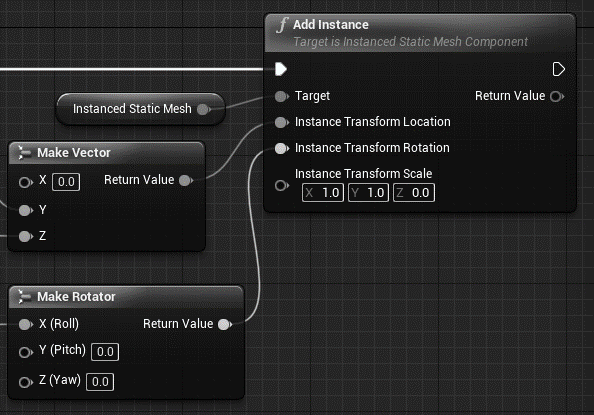 f Add Instance
Target is Instanced Static Mesh Component
Instanced Static Mesh
Target
Return Value
Instance Transform Location
Instance Transform Rotation
Instance Transform Scale
X 1.0 Y 1.0 Z 0.0
Make Vector
X 0.0 Return Value
Y
Z
Make Rotator
X (Roll) Return Value
Y (Pitch) 0.0
Z (Yaw) 0.0